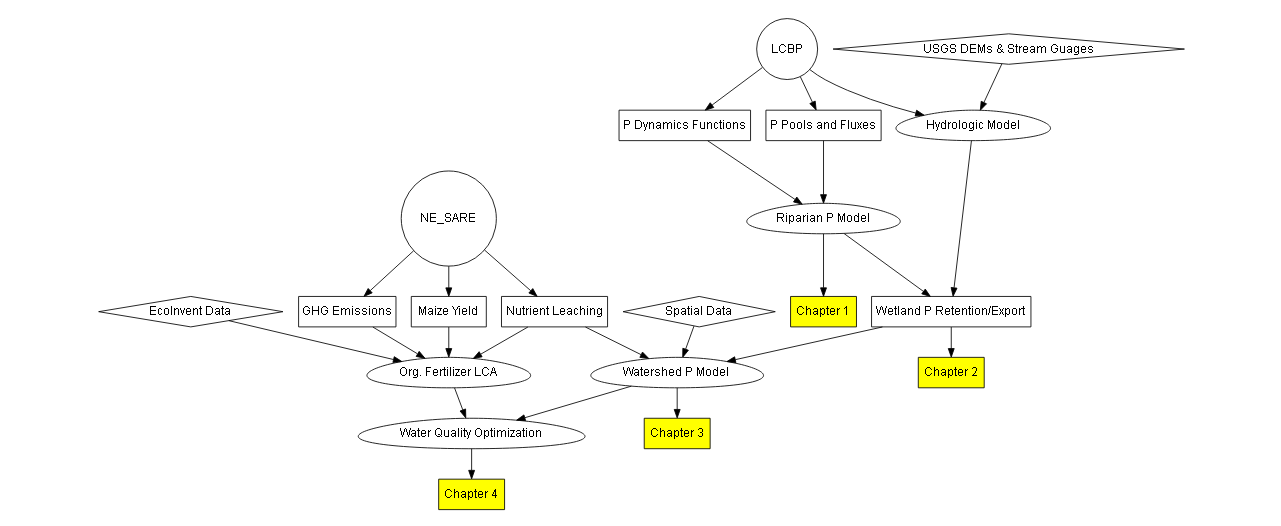 LCBP
USGS DEMs & Stream Guages
P Dynamics Functions
P Pools and Fluxes
Hydrologic Model
NE_SARE
Riparian P Model
EcoInvent Data
GHG Emissions
Maize Yield
Nutrient Leaching
Spatial Data
Chapter 1
Wetland P Retention/Export
Org. Fertilizer LCA
Watershed P Model
Chapter 2
Water Quality Optimization
Chapter 3
Chapter 4